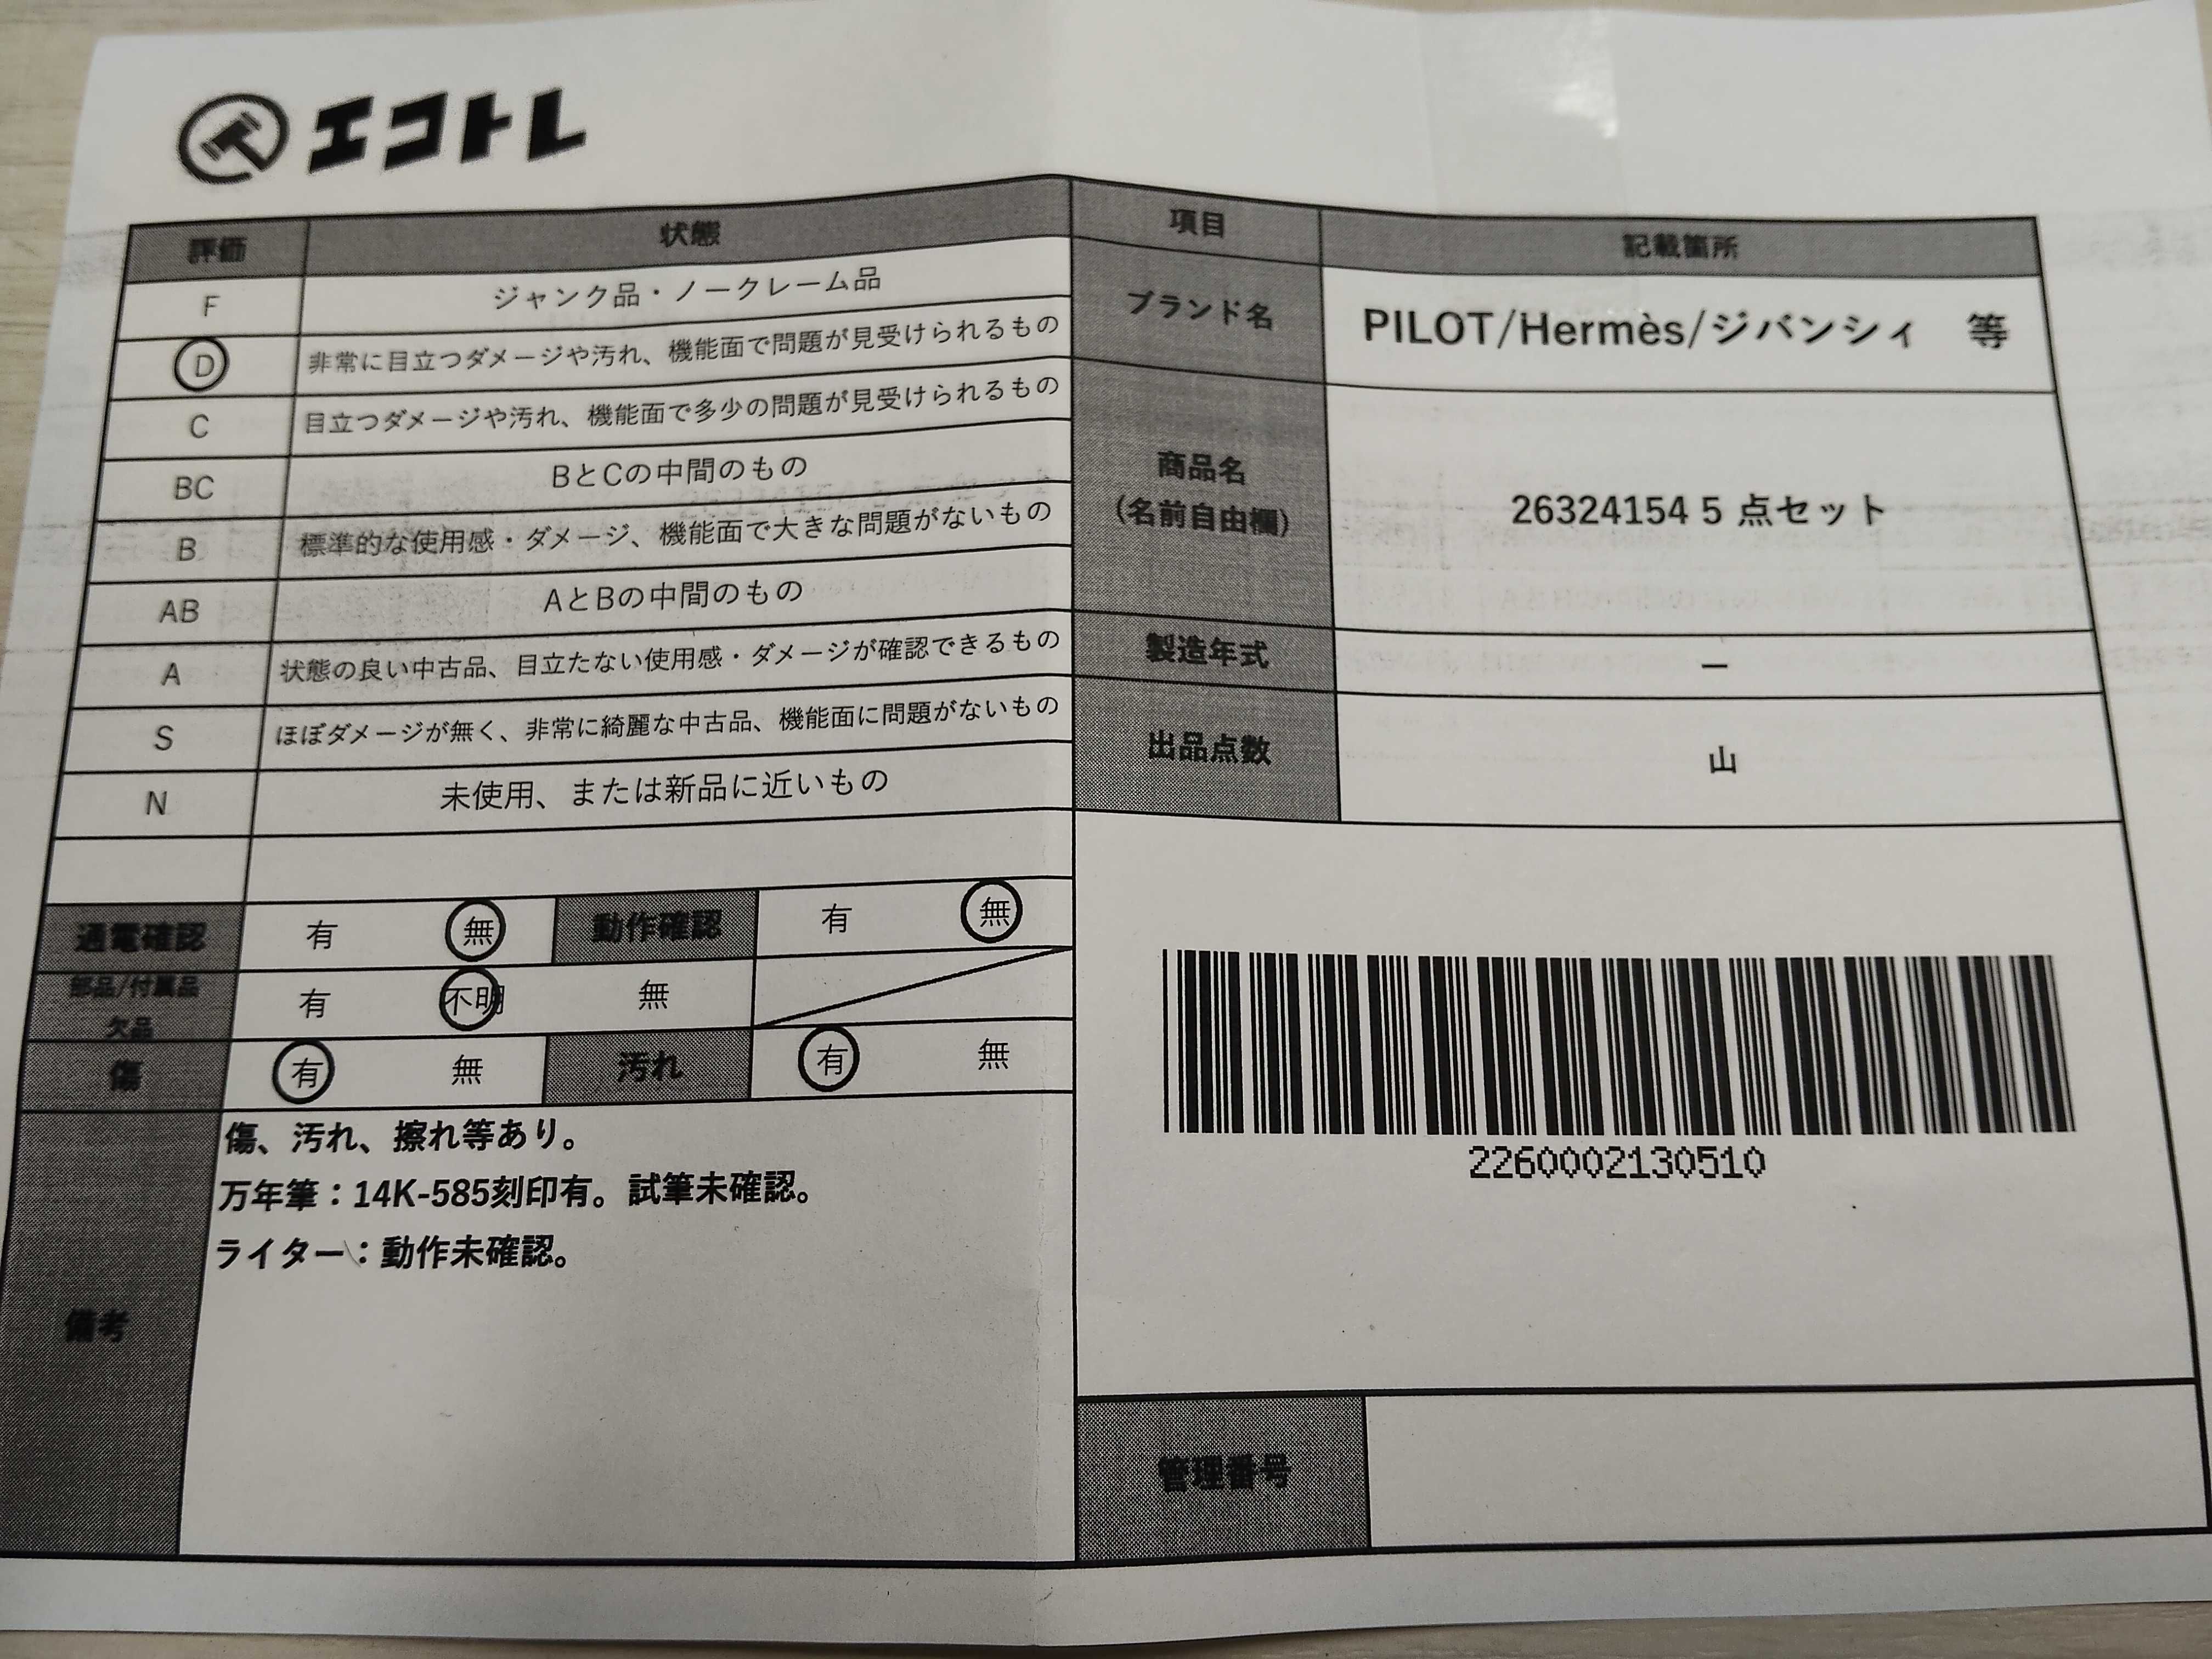 エコトレ
評価 状態
F ジャンク品・ノークレーム品
D 非常に目立つダメージや汚れ、機能面で問題が見受けられるもの
C 目立つダメージや汚れ、機能面で多少の問題が見受けられるもの
BC BとCの中間のもの
B 標準的な使用感・ダメージ、機能面で大きな問題がないもの
AB AとBの中間のもの
A 状態の良い中古品、目立たない使用感・ダメージが確認できるもの
S ほぼダメージが無く、非常に綺麗な中古品、機能面に問題がないもの
N 未使用、または新品に近いもの
通電確認 有 無 動作確認 有 無
部品/付属品
欠品 有 不明 無
傷 有 無 汚れ 有 無
備考
傷、汚れ、擦れ等あり。
万年筆：14K-585刻印有。試筆未確認。
ライター：動作未確認。
項目 記載箇所
ブランド名 PILOT/Hermès/ジバンシィ 等
商品名
(名前自由欄)
26324154 5 点セット
製造年式 ー
出品点数 山
2260002130510
管理番号